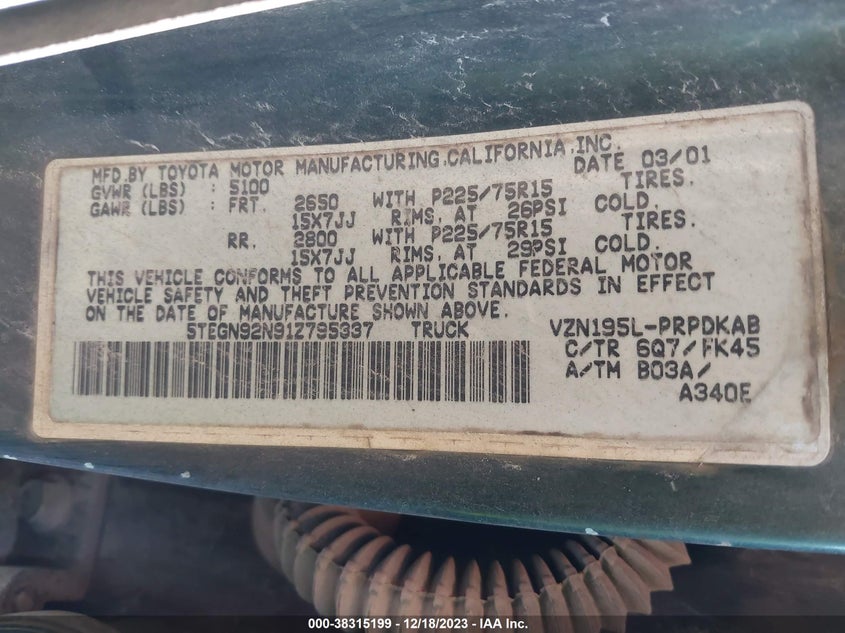 MFD.BY TOYOTA MOTOR MANUFACTURING.CALIFORNIA.INC.
DATE 03/01
GVWR (LBS) : 5100
GAWR (LBS) : FRT. 2650 WITH P225/75R15 TIRES.
15X7JJ RIMS, AT 26PSI COLD.
RR. 2800 WITH P225/75R15 TIRES.
15X7JJ RIMS, AT 29PSI COLD.
THIS VEHICLE CONFORMS TO ALL APPLICABLE FEDERAL MOTOR
VEHICLE SAFETY AND THEFT PREVENTION STANDARDS IN EFFECT
ON THE DATE OF MANUFACTURE SHOWN ABOVE.
5TEGN92N91Z795337 TRUCK VZN195L-PRPDKAB
C/TR 6Q7/FK45
A/TM B03A/
A340E
000-38315199 - 12/18/2023 - IAA Inc.